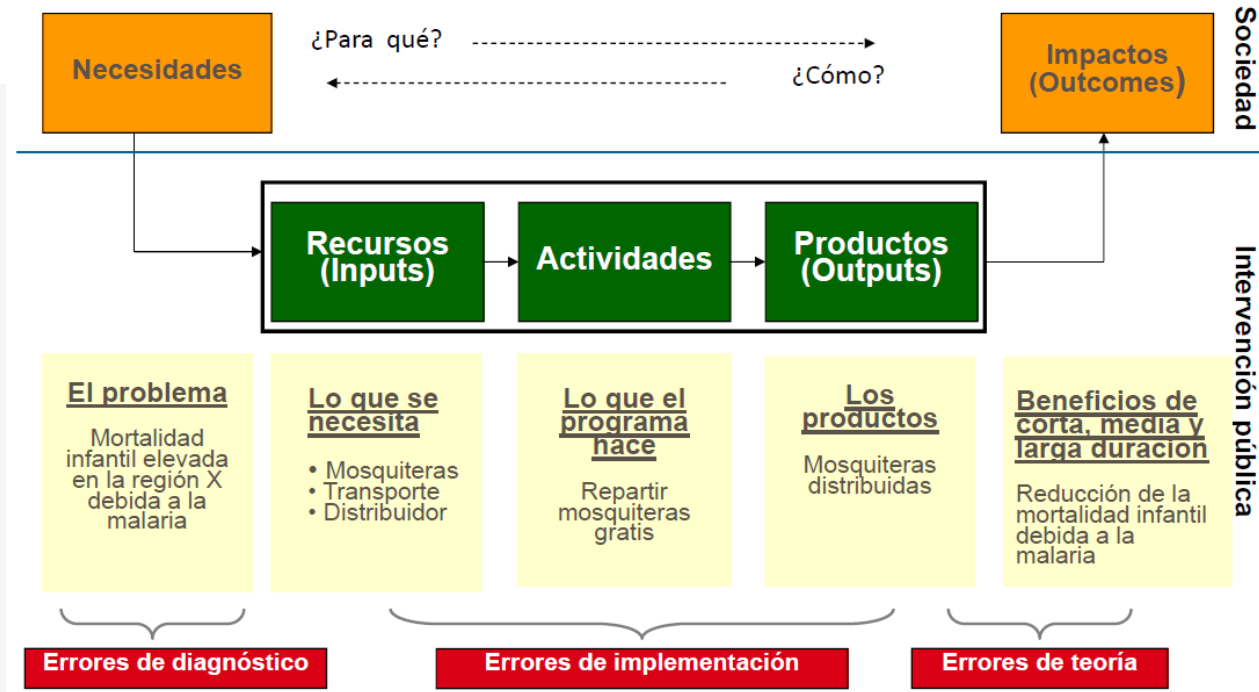 Sociedad
Necesidades
¿Para qué?
¿Cómo?
Impactos
(Outcomes)
Intervención pública
Recursos
(Inputs)
Actividades
Productos
(Outputs)
El problema
Mortalidad
infantil elevada
en la región X
debida a la
malaria
Lo que se
necesita
• Mosquiteras
• Transporte
• Distribuidor
Lo que el
programa
hace
Repartir
mosquiteras
gratis
Los
productos
Mosquiteras
distribuidas
Beneficios de
corta, media y
larga duración
Reducción de la
mortalidad infantil
debida a la
malaria
Errores de diagnóstico
Errores de implementación
Errores de teoría